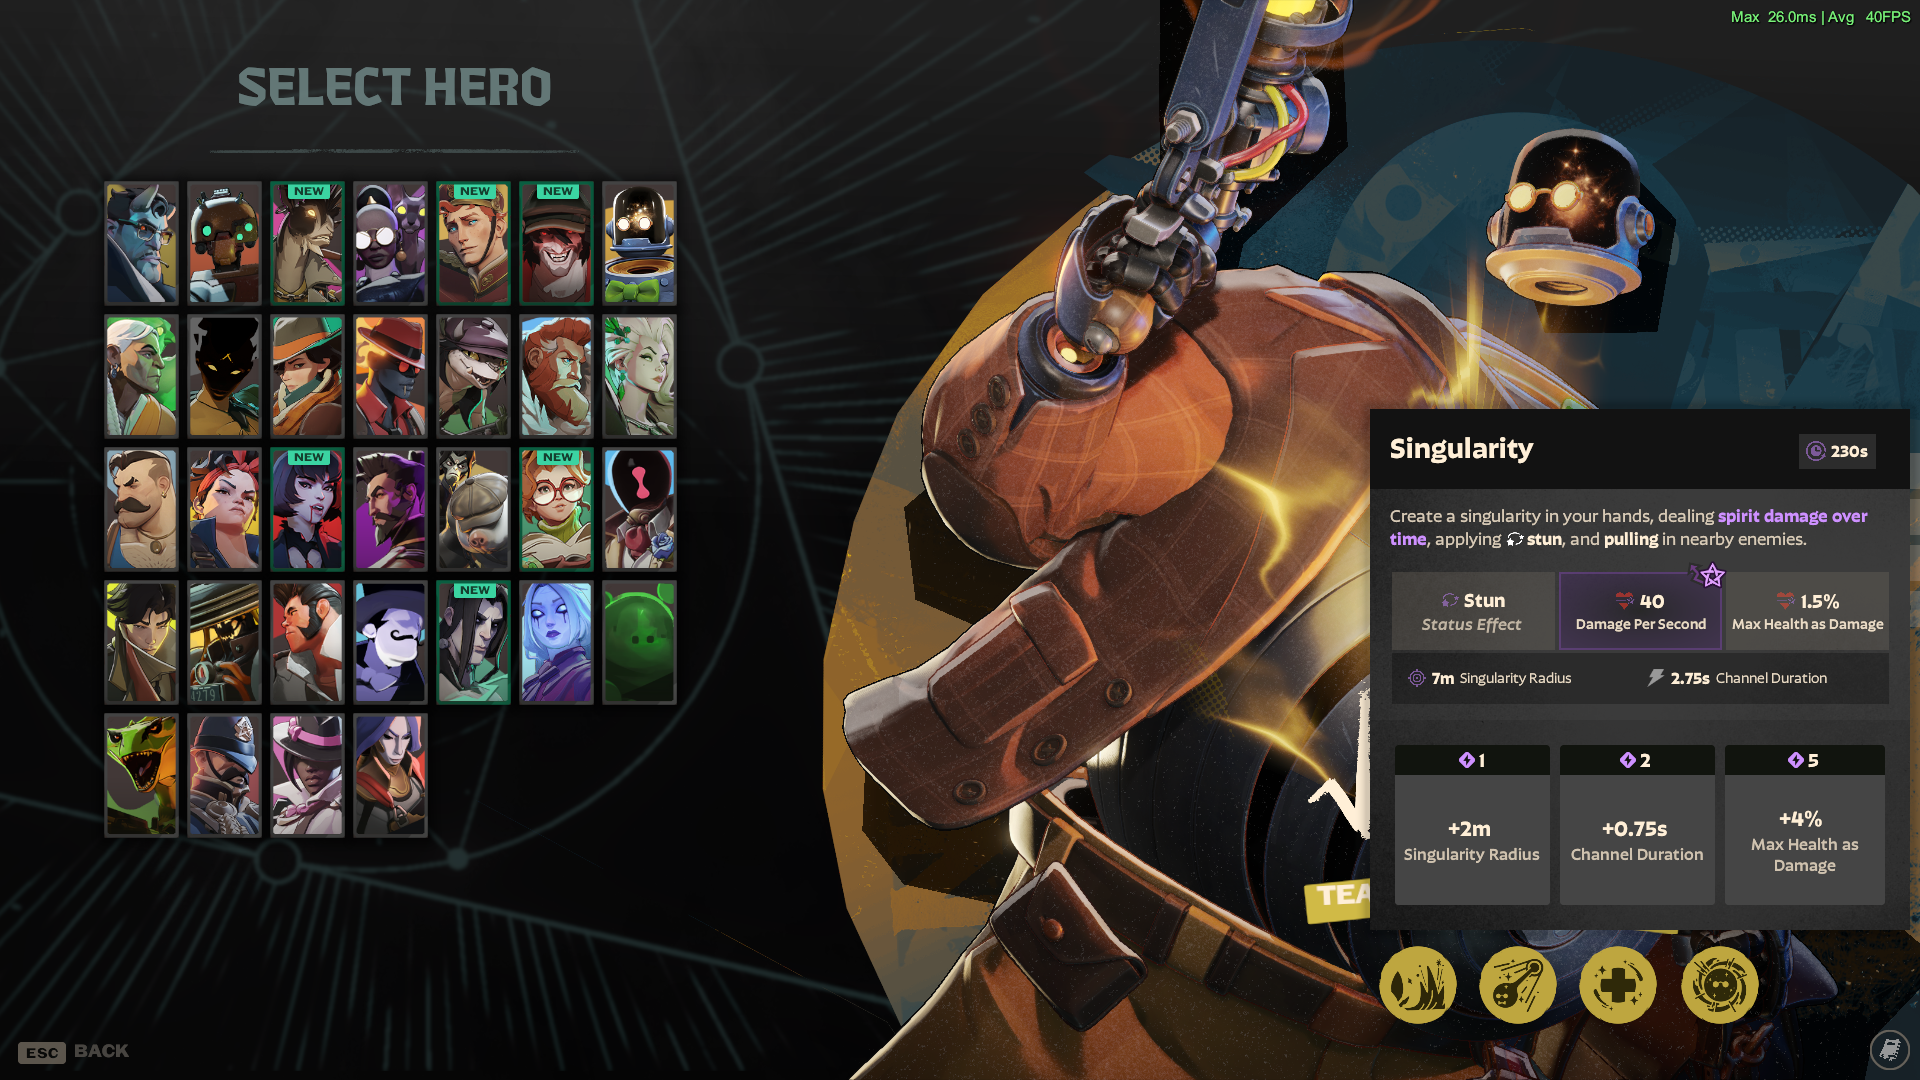 Max 26.0ms | Avg 40FPS
SELECT HERO
NEW
NEW
NEW
NEW
NEW
NEW
4279
TEA
Singularity
230s
Create a singularity in your hands, dealing spirit damage over
time, applying stun, and pulling in nearby enemies.
Stun
Status Effect
40
Damage Per Second
1.5%
Max Health as Damage
7m Singularity Radius
2.75s Channel Duration
1
+2m
Singularity Radius
2
+0.75s
Channel Duration
5
+4%
Max Health as
Damage
ESC BACK